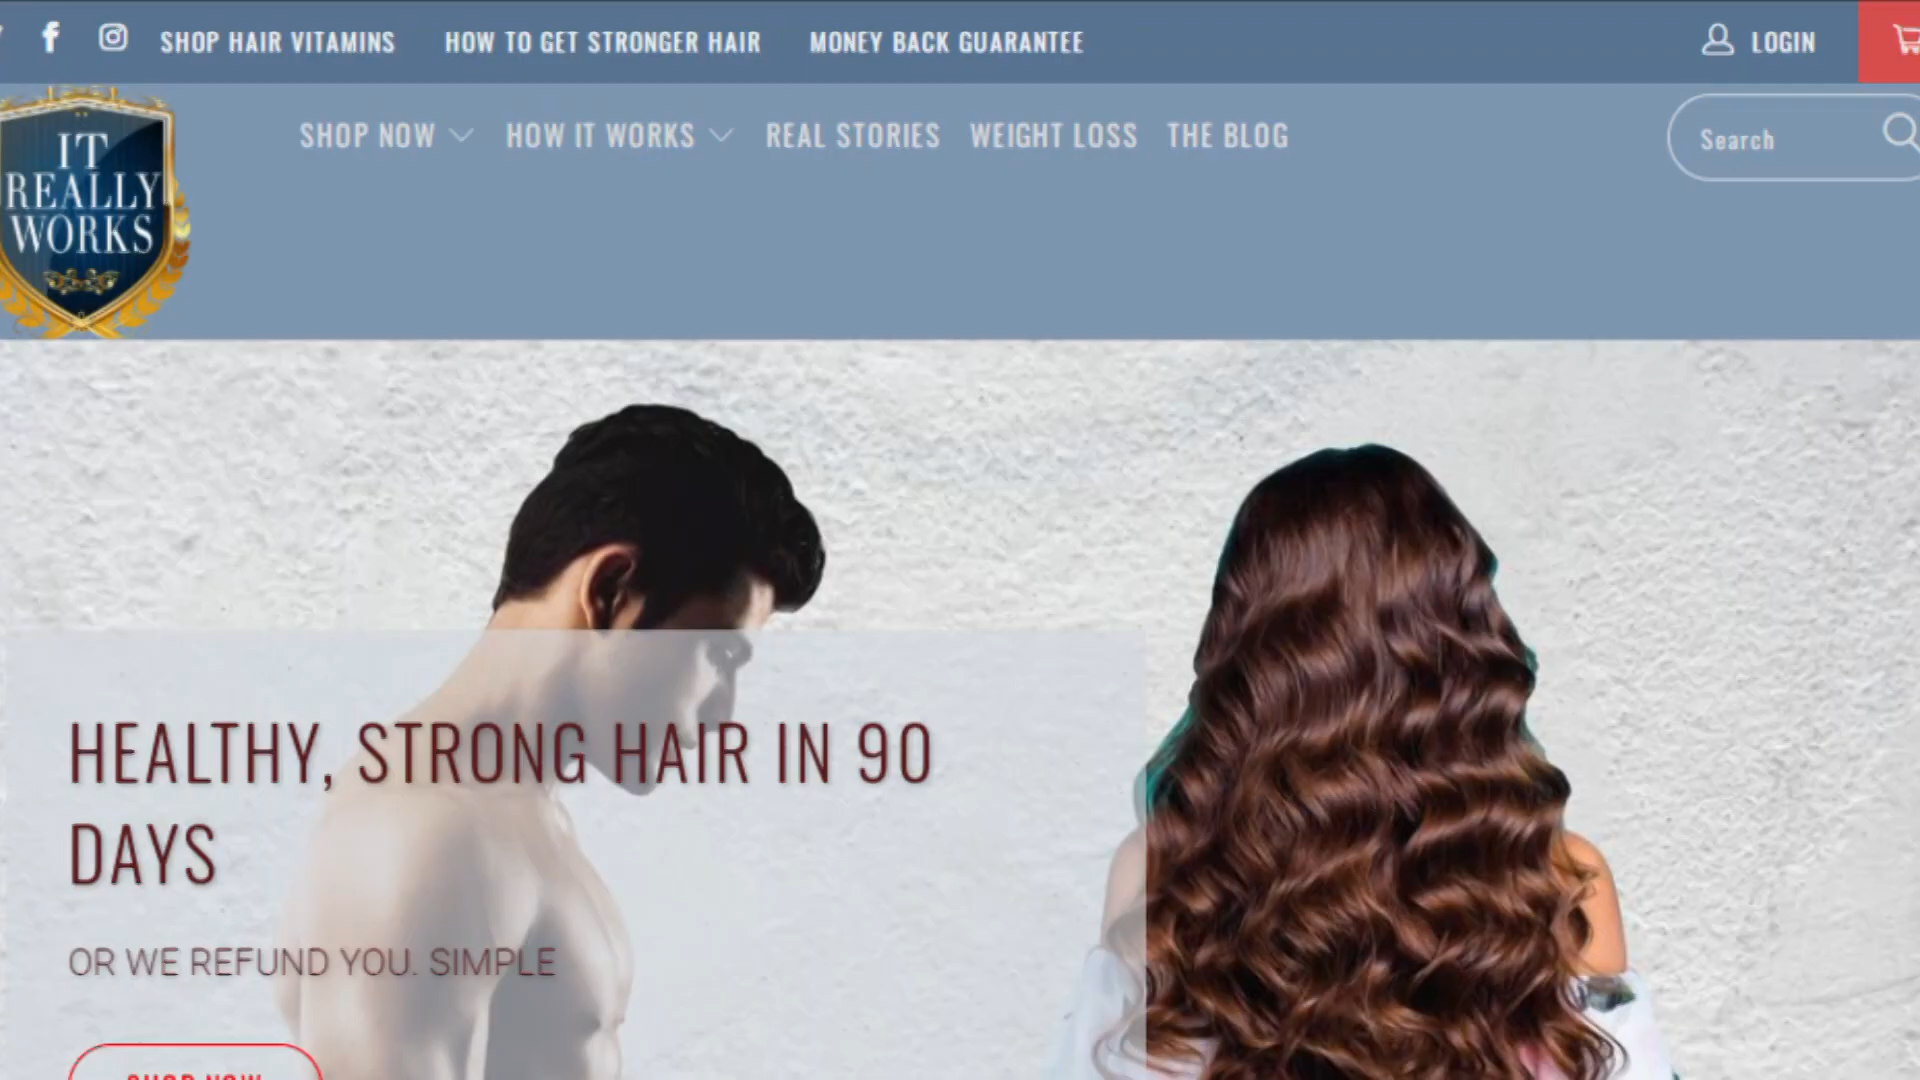 SHOP HAIR VITAMINS HOW TO GET STRONGER HAIR MONEY BACK GUARANTEE LOGIN
SHOP NOW HOW IT WORKS REAL STORIES WEIGHT LOSS THE BLOG Search
IT
REALLY
WORKS
HEALTHY, STRONG HAIR IN 90
DAYS
OR WE REFUND YOU. SIMPLE
SHOP NOW